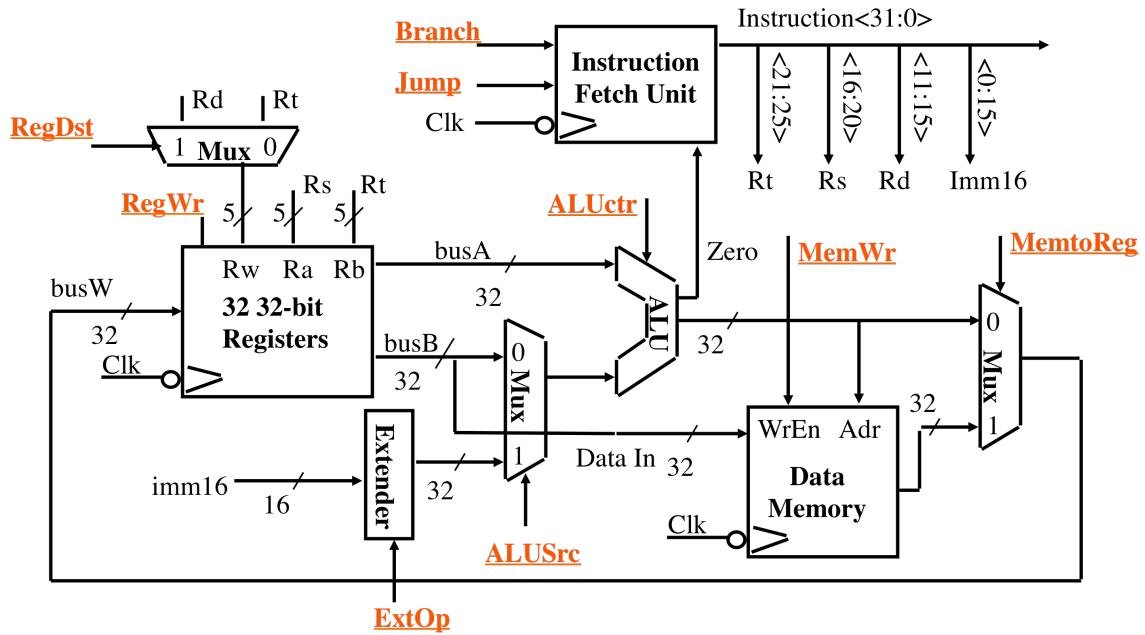 Instruction<31:0>
Branch
Instruction
Fetch Unit
Jump
Clk
<21:25>
<16:20>
<11:15>
<0:15>
Rt
Rs
Rd
Imm16
Rd
Rt
RegDst
1
Mux
0
RegWr
5
5
Rs
5
Rt
ALUctr
Zero
MemWr
MemtoReg
busW
32
Rw
Ra
Rb
32 32-bit
Registers
Clk
busA
32
busB
32
0
Mux
1
ALU
32
0
Mux
1
imm16
16
Extender
32
Data In
32
WrEn
Adr
32
Data
Memory
Clk
ALUSrc
ExtOp